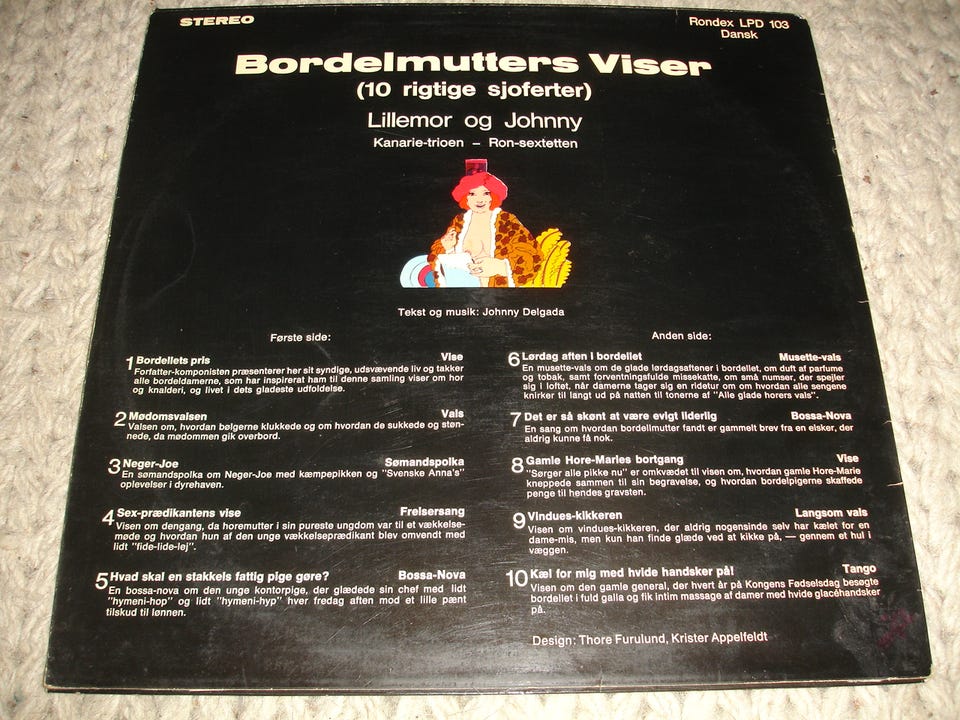 STEREO
Rondex LPD 103
Dansk
Bordelmutters Viser
(10 rigtige sjoferter)
Lillemor og Johnny
Kanarie-trioen – Ron-sextetten
Tekst og musik: Johnny Delgada
Første side:
1 Bordellets pris Vise
Forfatter-komponisten præsenterer her sit syndige, udsvævende liv og takker
alle bordeldamerne, som har inspirerat ham til denne samling viser om hor
og knalderi, og livet i dets gladeste udfoldelse.
2 Mødomsvalsen Vals
Valsen om, hvordan bølgerne klukkede og om hvordan de sukkede og støn-
nede, da mødommen gik overbord.
3 Neger-Joe Sømandspolka
En sømandspolka om Neger-Joe med kæmpepikken og "Svenske Anna's"
oplevelser i dyrehaven.
4 Sex-prædikantens vise Frelsersang
Visen om dengang, da horemutter i sin pureste ungdom var til et vækkelse-
møde og hvordan hun af den unge vækkelseprædikant blev omvendt med
lidt "fide-lide-lej".
5 Hvad skal en stakkels fattig pige gøre? Bossa-Nova
En bossa-nova om den unge kontorpige, der glædede sin chef med lidt
"hymeni-hop" og lidt "hymeni-hyp" hver fredag aften mod et lille pænt
tilskud til lønnen.
Anden side:
6 Lørdag aften i bordellet Musette-vals
En musette-vals om de glade lørdagsaftener i bordellet, om duft af parfume
og tobak, samt forventningsfulde missekatte, om små numser, der spejler
sig i loftet, når damerne tager sig en ridetur om om hvordan alle sengene
knirker til langt ud på natten til tonerne af "Alle glade horers vals".
7 Det er så skønt at være evigt liderlig Bossa-Nova
En sang om hvordan bordellmutter fandt er gammelt brev fra en elsker, der
aldrig kunne få nok.
8 Gamle Hore-Maries bortgang Vise
"Sørger alle pikke nu" er omkvædet til visen om, hvordan gamle Hore-Marie
kneppede sammen til sin begravelse, og hvordan bordelpigerne skaffede
penge til hendes gravsten.
9 Vindues-kikkeren Langsom vals
Visen om vindues-kikkeren, der aldrig nogensinde selv har kælet for en
dame-mis, men kun han finde glæde ved at kikke på, — gennem et hul i
væggen.
10 Kæl for mig med hvide handsker på! Tango
Visen om den gamle general, der hvert år på Kongens Fødselsdag besøgte
bordellet i fuld galla og fik intim massage af damer med hvide glacéhandsker
på.
Design: Thore Furulund, Krister Appelfeldt